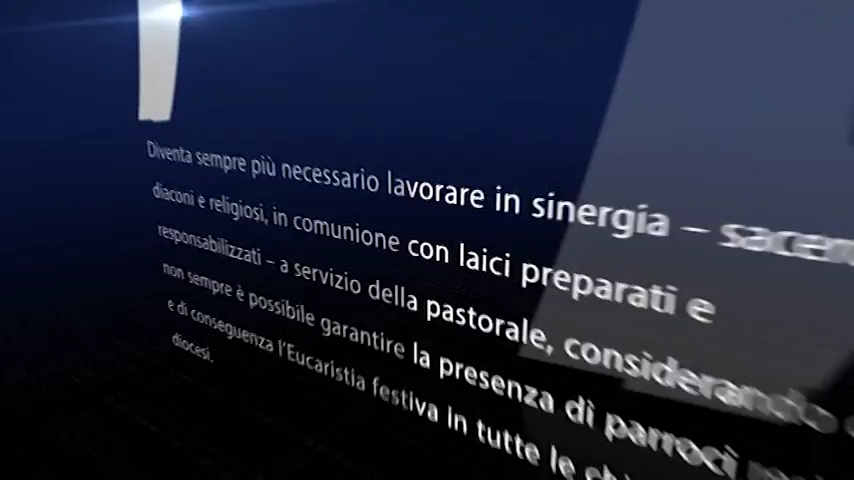 Diventa sempre più necessario lavorare in sinergia –
diaconi e religiosi, in comunione con laici preparati e
responsabilizzati – a servizio della pastorale, considerando
non sempre è possibile garantire la presenza di parroci
e di conseguenza l'Eucaristia festiva in tutte le
diocesi.